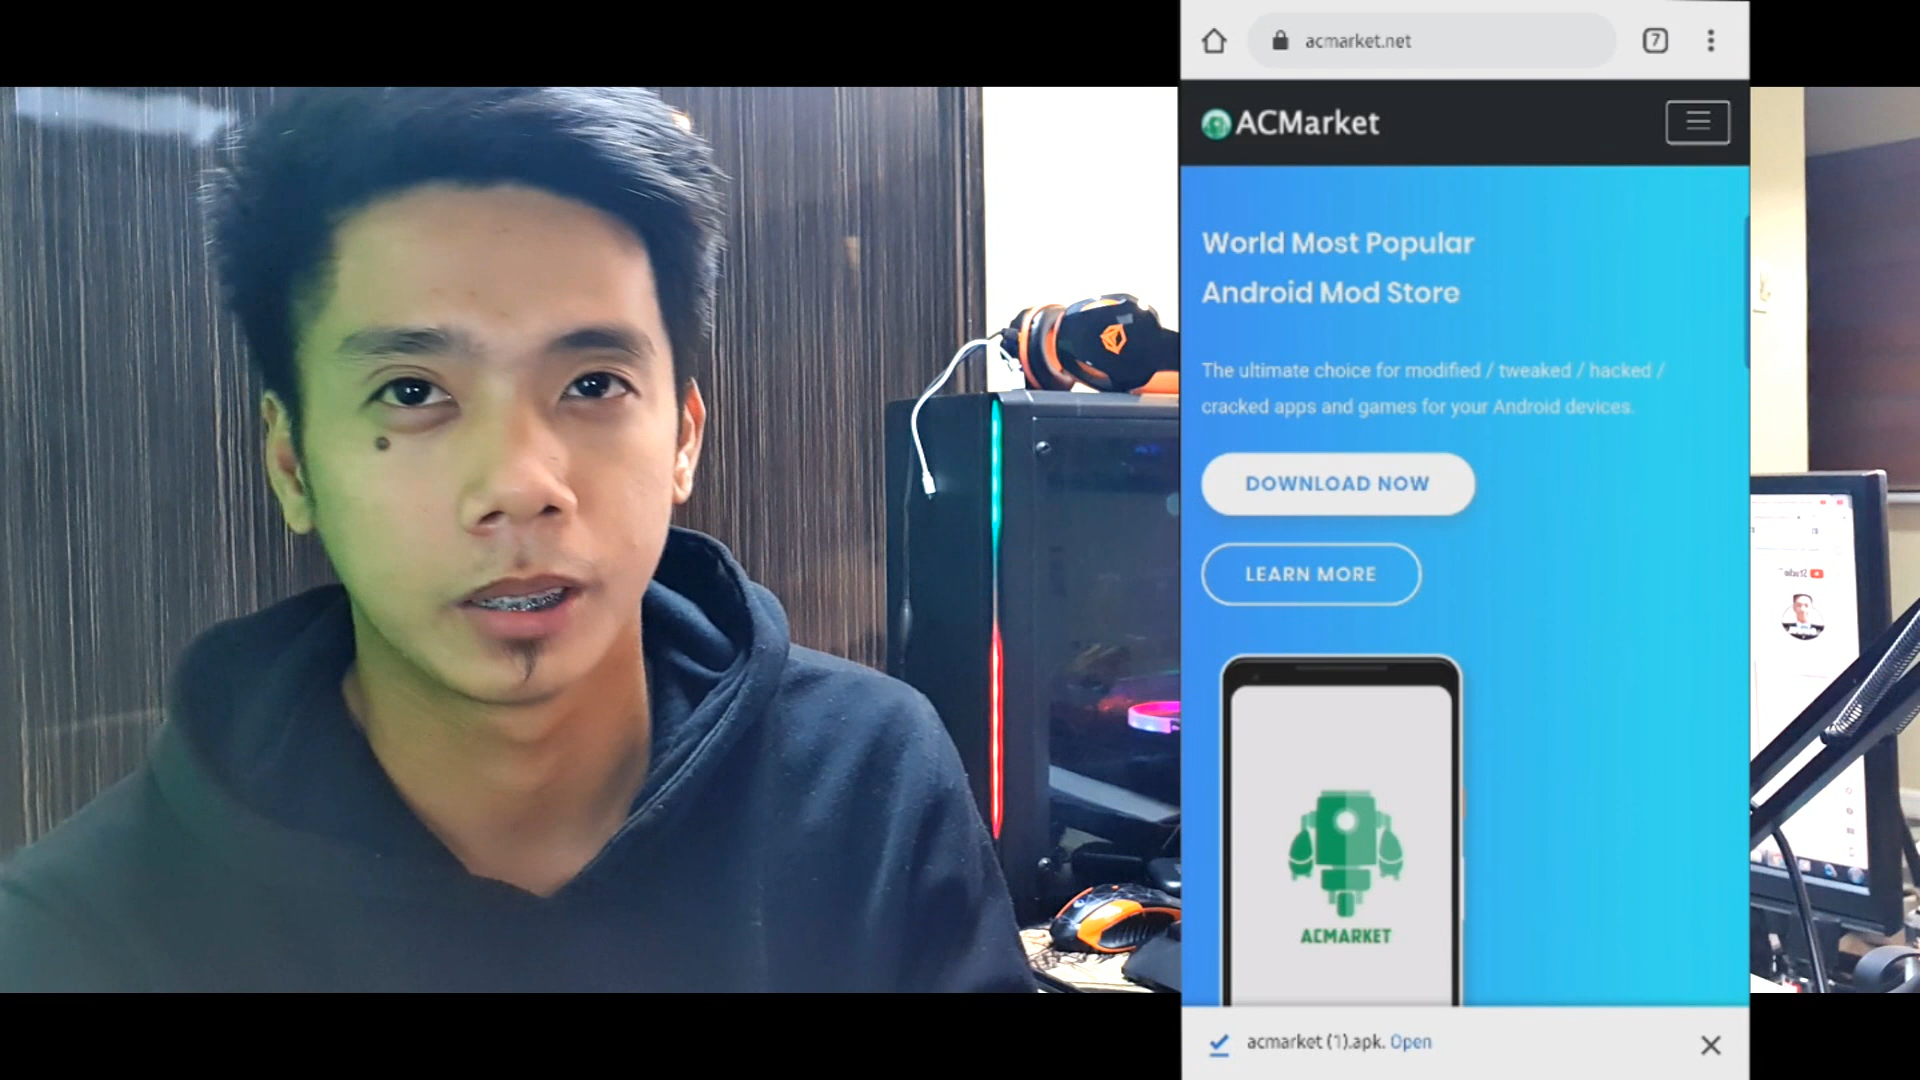 acmarket.net
7
ACMarket
World Most Popular
Android Mod Store
The ultimate choice for modified / tweaked / hacked /
cracked apps and games for your Android devices.
DOWNLOAD NOW
LEARN MORE
ACMARKET
acmarket (1).apk. Open
Studio